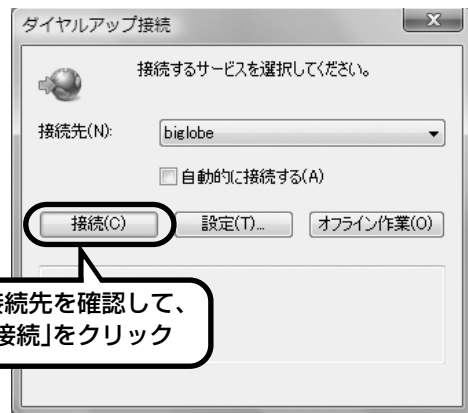 ダイヤルアップ接続
接続するサービスを選択してください。
接続先(N):
biglobe
自動的に接続する(A)
接続(C)
設定(T)...
オフライン作業(O)
接続先を確認して、
接続」をクリック